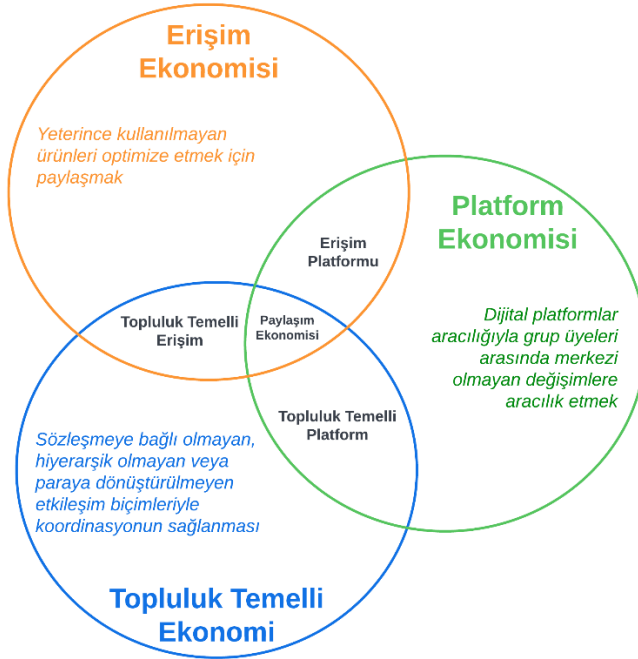 Erişim
Ekonomisi
Yeterince kullanılmayan
ürünleri optimize etmek için
paylaşmak
Platform
Ekonomisi
Erişim
Platformu
Dijital platformlar
aracılığıyla grup üyeleri
arasında merkezi
olmayan değişimlere
aracılık etmek
Topluluk Temelli
Erişim
Paylaşım
Ekonomisi
Topluluk Temelli
Platform
Sözleşmeye bağlı olmayan,
hiyerarşik olmayan veya
paraya dönüştürülmeyen
etkileşim biçimleriyle
koordinasyonun sağlanması
Topluluk Temelli
Ekonomi